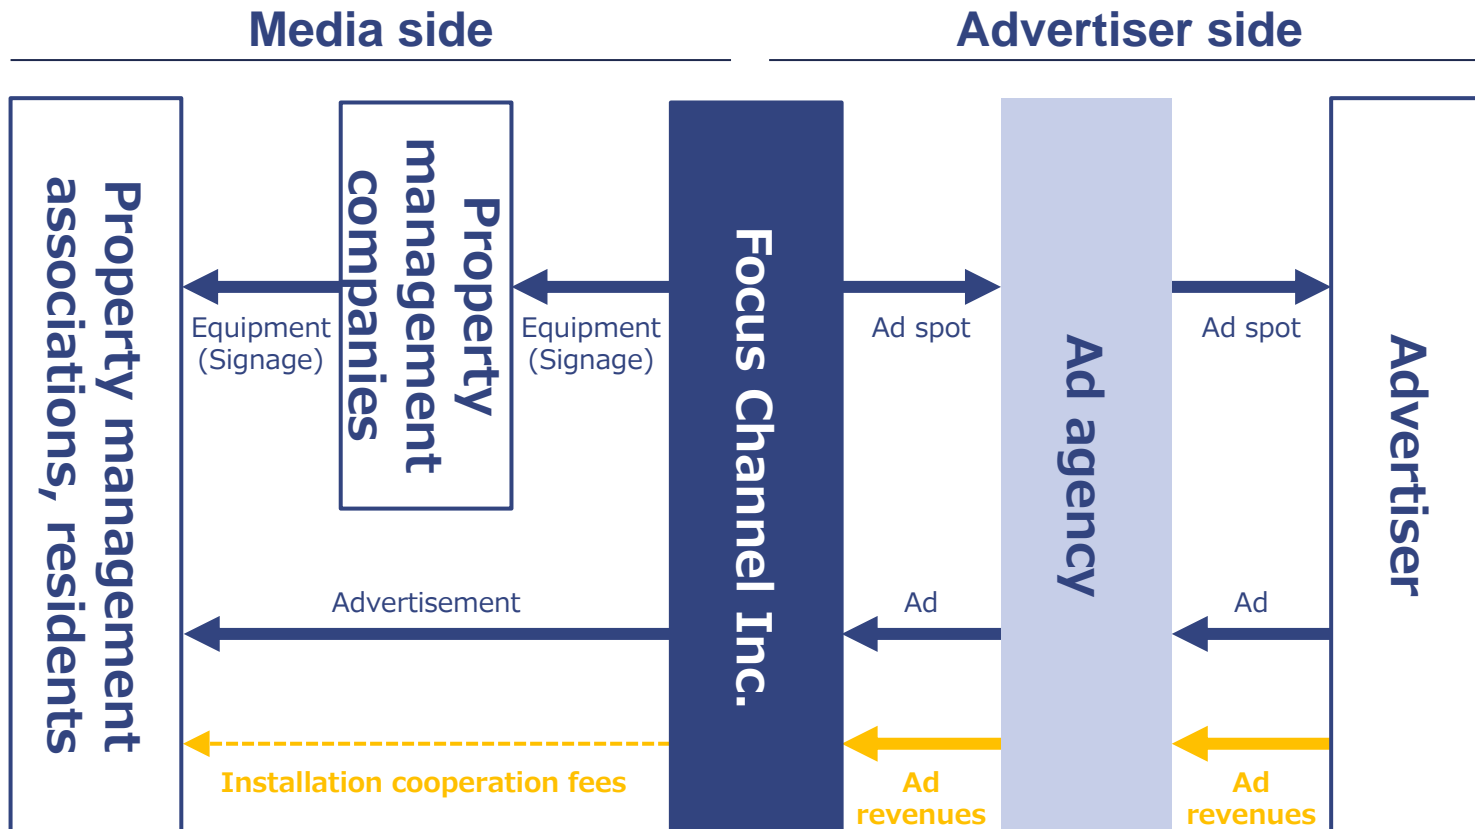 Media side
Advertiser side
Property management
associations, residents
Property
management
companies
Focus Channel Inc.
Ad agency
Advertiser
Equipment
(Signage)
Equipment
(Signage)
Ad spot
Ad spot
Advertisement
Ad
Ad
Installation cooperation fees
Ad
revenues
Ad
revenues